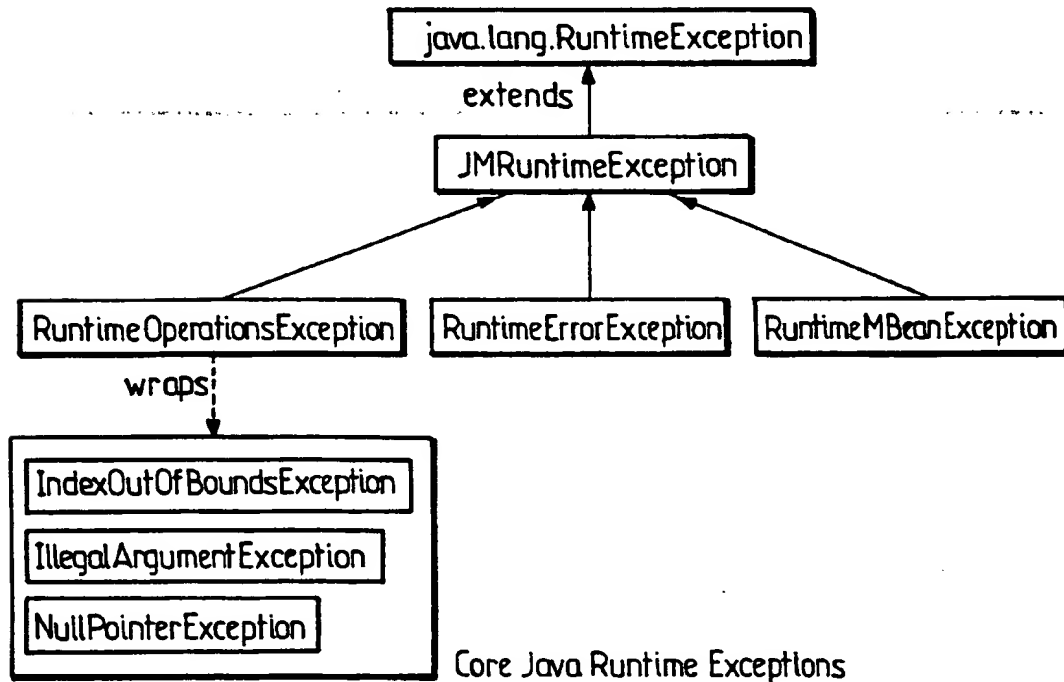 java.lang.RuntimeException
extends
JMRuntimeException
RuntimeOperationsException
RuntimeErrorException
RuntimeMBeanException
wraps
IndexOutOfBoundsException
IllegalArgumentException
NullPointerException
Core Java Runtime Exceptions